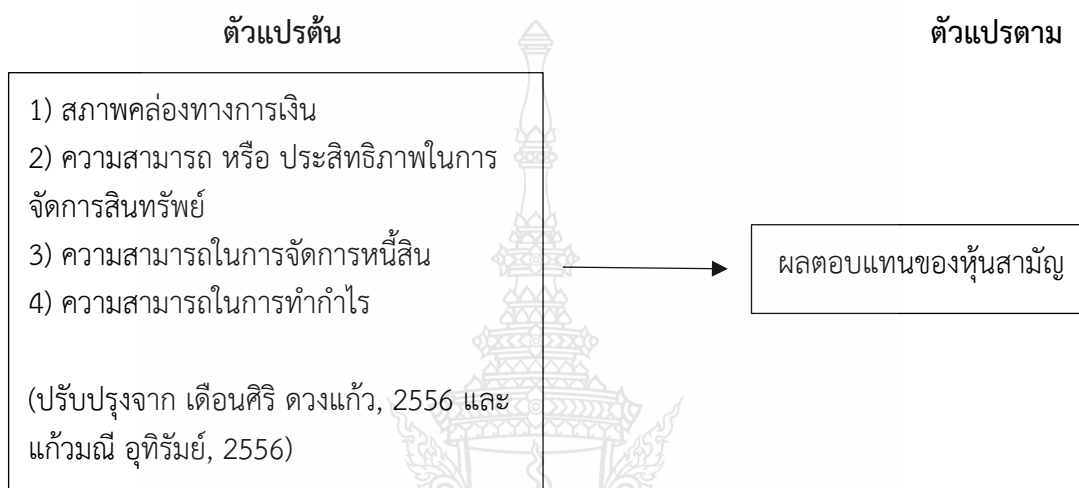 ตัวแปรต้น
ตัวแปรตาม
1) สภาพคล่องทางการเงิน
2) ความสามารถ หรือ ประสิทธิภาพในการ
จัดการสินทรัพย์
3) ความสามารถในการจัดการหนี้สิน
4) ความสามารถในการทำกำไร
ผลตอบแทนของหุ้นสามัญ
(ปรับปรุงจาก เดือนศิริ ดวงแก้ว, 2556 และ
แก้วมณี อุทิรัมย์, 2556)